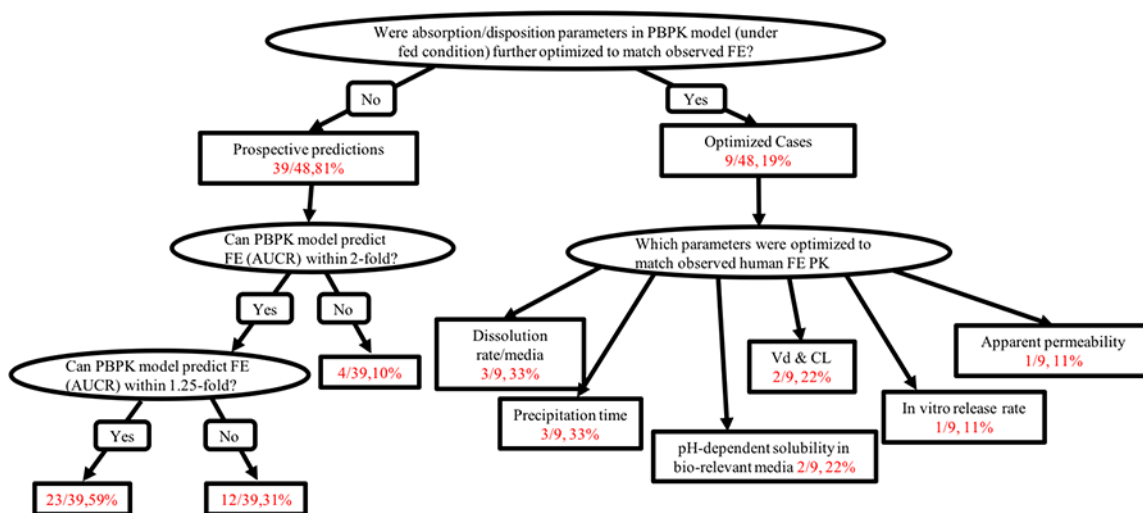 Were absorption/disposition parameters in PBPK model (under
fed condition) further optimized to match observed FE?
No
Yes
Prospective predictions
39/48,81%
Optimized Cases
9/48, 19%
Can PBPK model predict
FE (AUCR) within 2-fold?
Which parameters were optimized to
match observed human FE PK
Yes
No
Can PBPK model predict FE
(AUCR) within 1.25-fold?
4/39,10%
Dissolution
rate/media
3/9, 33%
Vd & CL
2/9, 22%
Apparent permeability
1/9, 11%
Precipitation time
3/9, 33%
In vitro release rate
1/9, 11%
Yes
No
pH-dependent solubility in
bio-relevant media 2/9, 22%
23/39,59%
12/39,31%